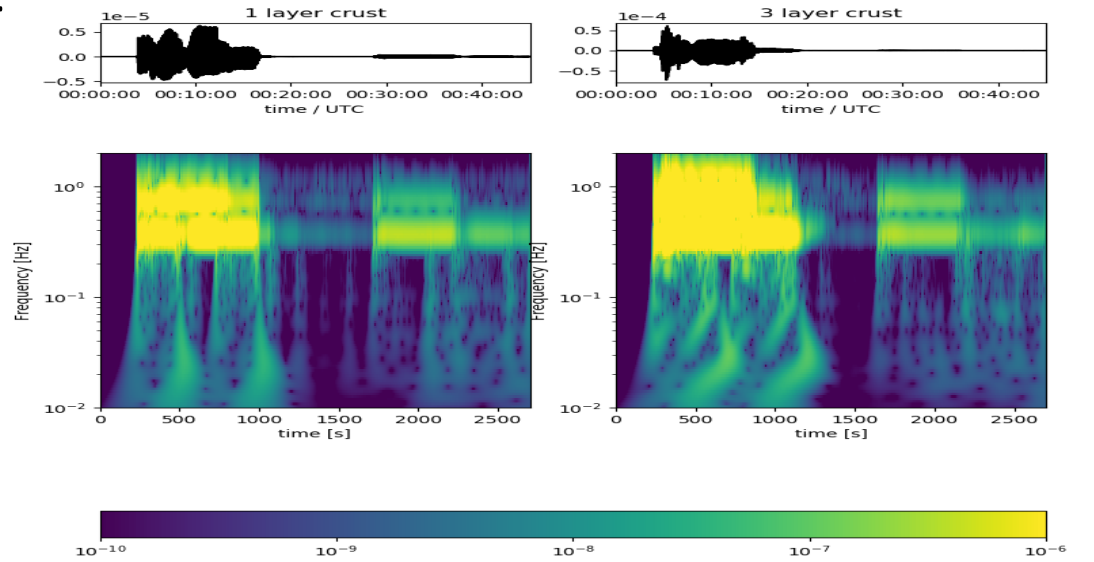 1 layer crust
3 layer crust
1e−5
0.5
0.0
−0.5
00:00:00 00:10:00 00:20:00 00:30:00 00:40:00
time / UTC
1e−4
0.5
0.0
−0.5
00:00:00 00:10:00 00:20:00 00:30:00 00:40:00
time / UTC
Frequency [Hz]
10⁰
10⁻¹
10⁻²
0 500 1000 1500 2000 2500
time [s]
Frequency [Hz]
10⁰
10⁻¹
10⁻²
0 500 1000 1500 2000 2500
time [s]
10⁻¹⁰ 10⁻⁹ 10⁻⁸ 10⁻⁷ 10⁻⁶